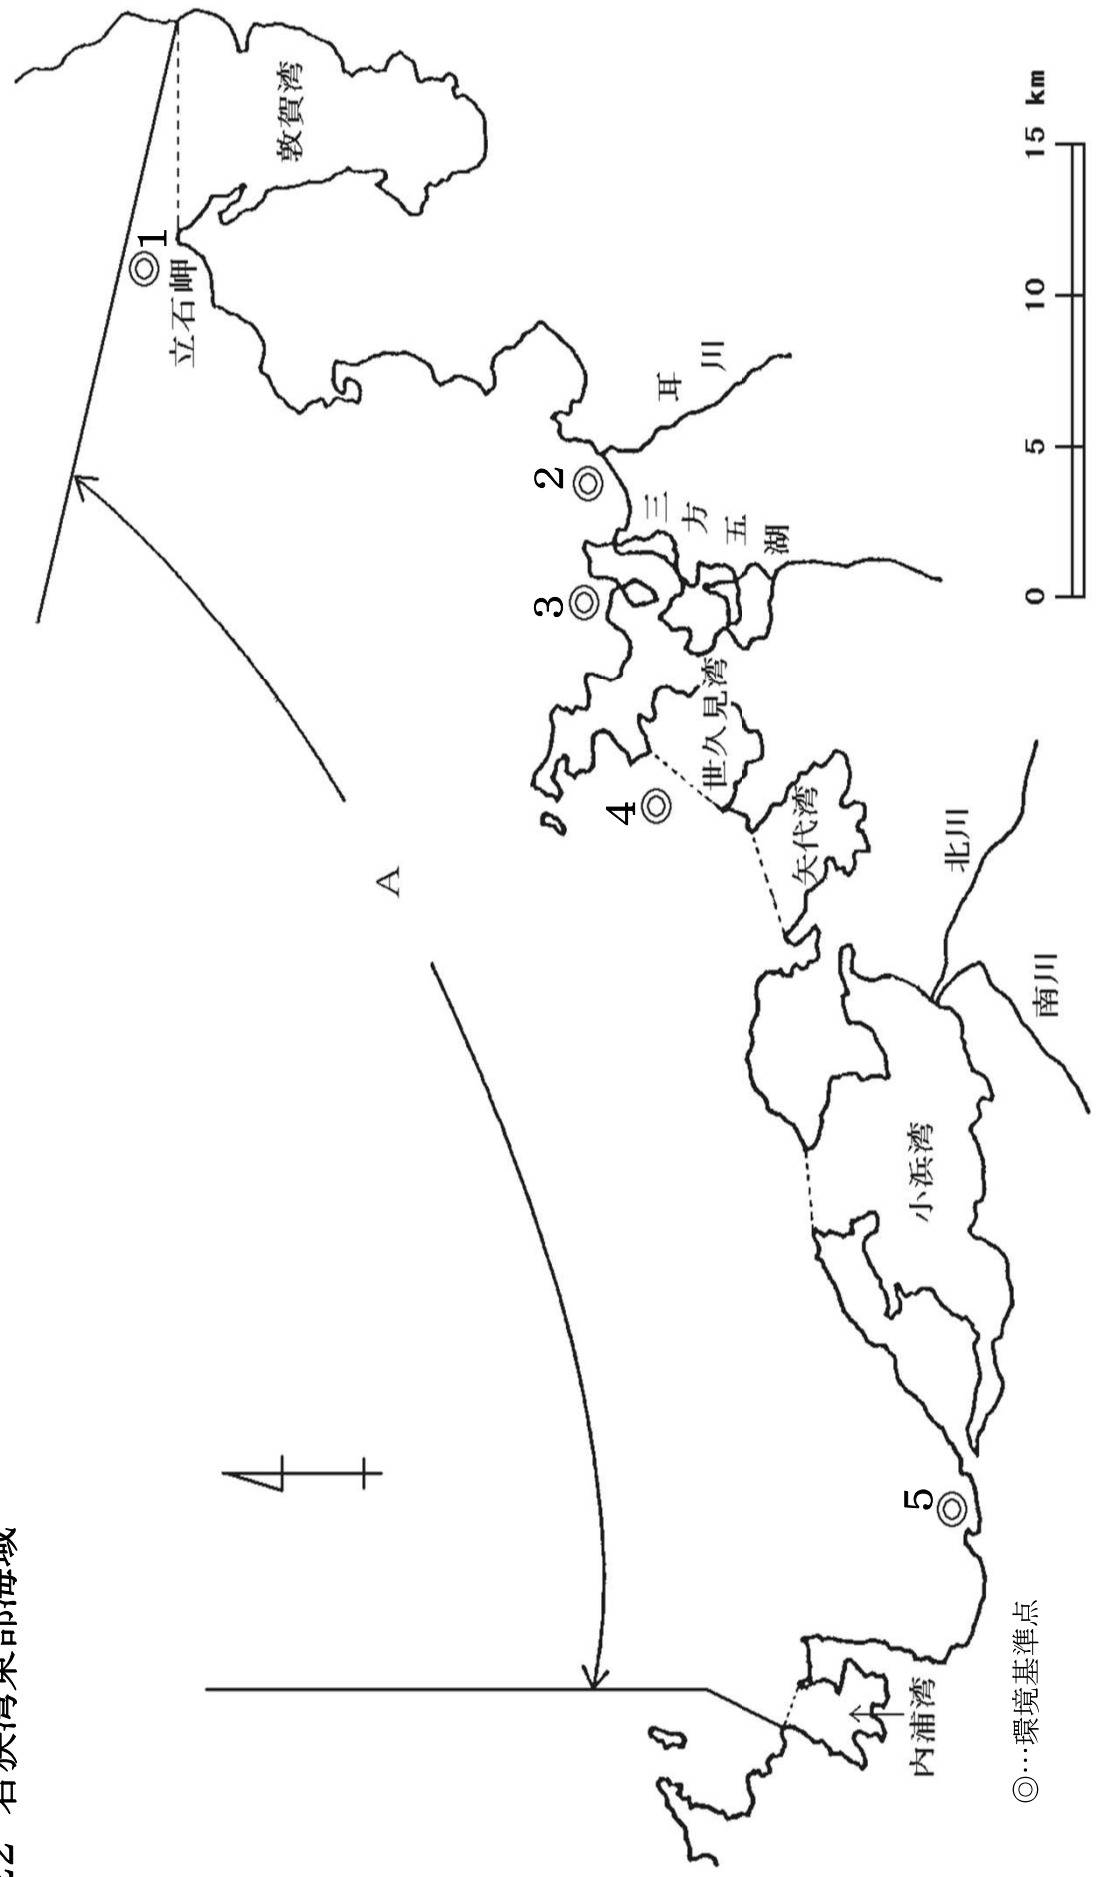 若狭湾東部海域
敦賀湾
1
立石岬
2
耳川
3
三方五湖
4
世久見湾
矢代湾
A
北川
南川
小浜湾
5
内浦湾
◎…環境基準点
0 5 10 15 km